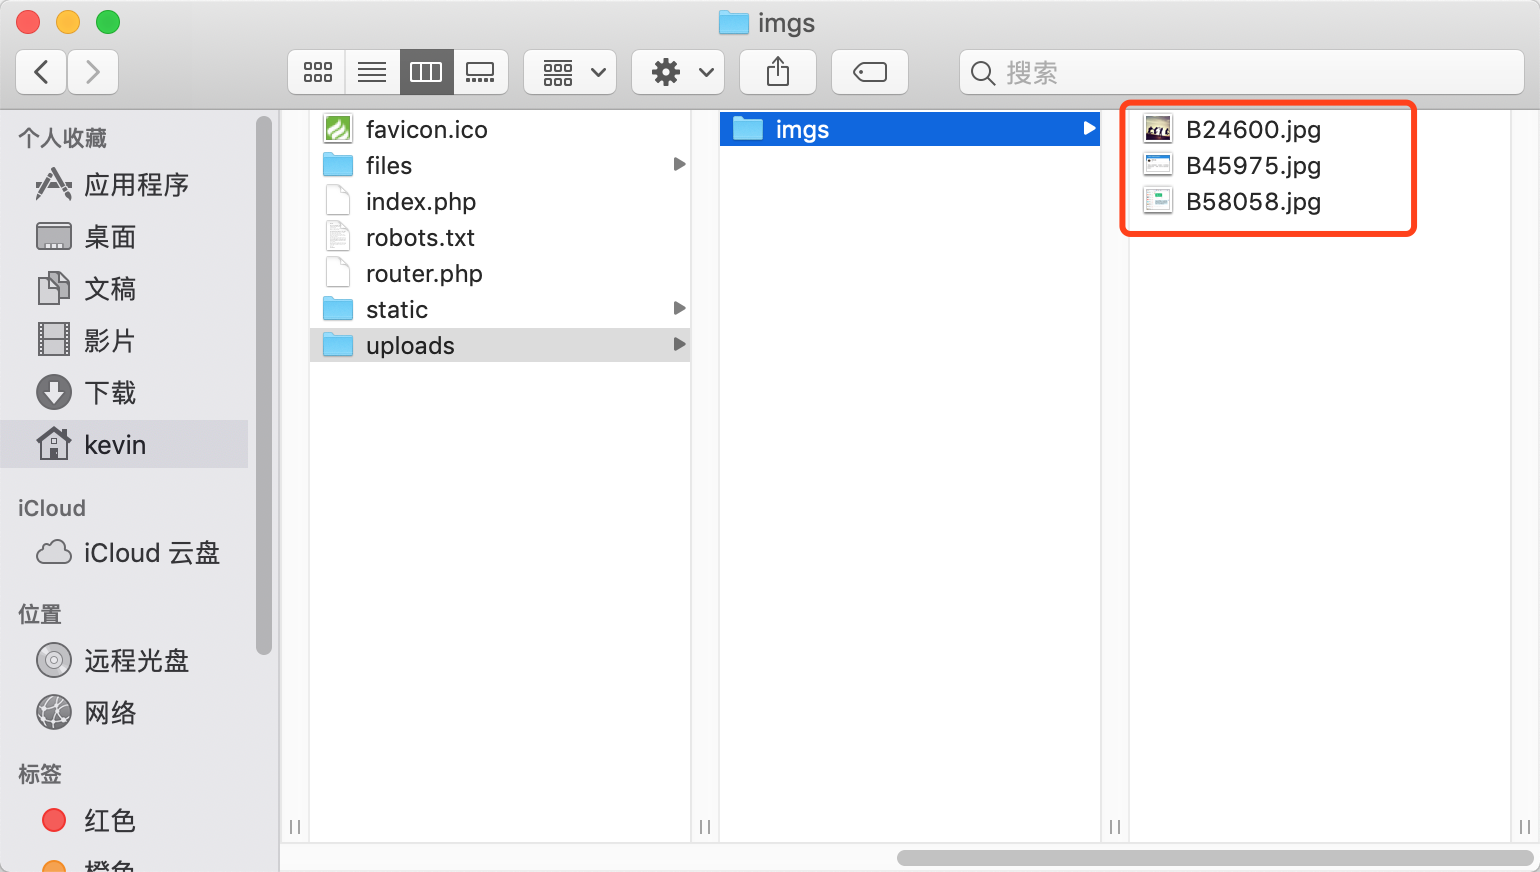 imgs
搜索
个人收藏
应用程序
桌面
文稿
影片
下载
kevin
iCloud
iCloud 云盘
位置
远程光盘
网络
标签
红色
橙色
favicon.ico
files
index.php
robots.txt
router.php
static
uploads
imgs
B24600.jpg
B45975.jpg
B58058.jpg